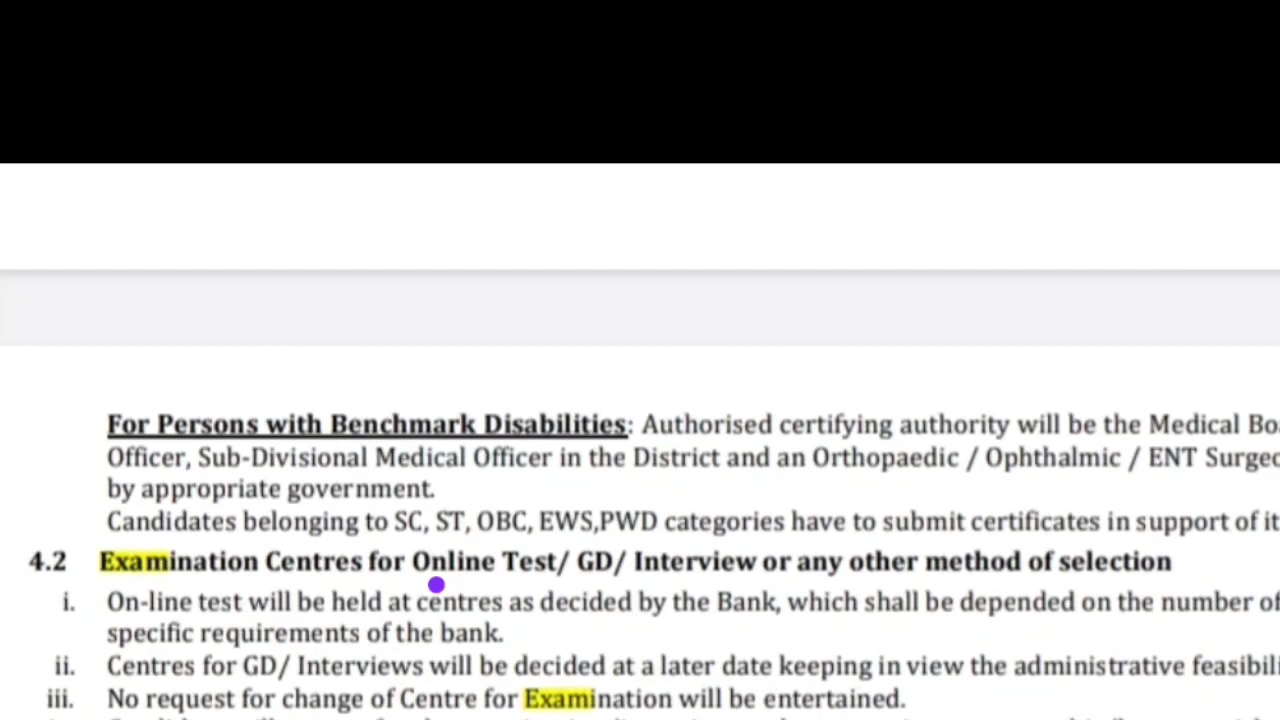 For Persons with Benchmark Disabilities: Authorised certifying authority will be the Medical
Officer, Sub-Divisional Medical Officer in the District and an Orthopaedic / Ophthalmic / ENT
by appropriate government.
Candidates belonging to SC, ST, OBC, EWS,PWD categories have to submit certificates in support of
4.2 Examination Centres for Online Test/ GD/ Interview or any other method of selection
i. On-line test will be held at centres as decided by the Bank, which shall be depended on the number of
specific requirements of the bank.
ii. Centres for GD/ Interviews will be decided at a later date keeping in view the administrative
iii. No request for change of Centre for Examination will be entertained.